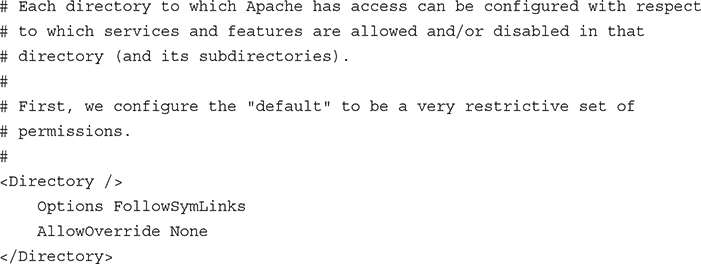 # Each directory to which Apache has access can be configured with respect
# to which services and features are allowed and/or disabled in that
# directory (and its subdirectories).
#
# First, we configure the "default" to be a very restrictive set of
# permissions.
#
<Directory />
    Options FollowSymLinks
    AllowOverride None
</Directory>